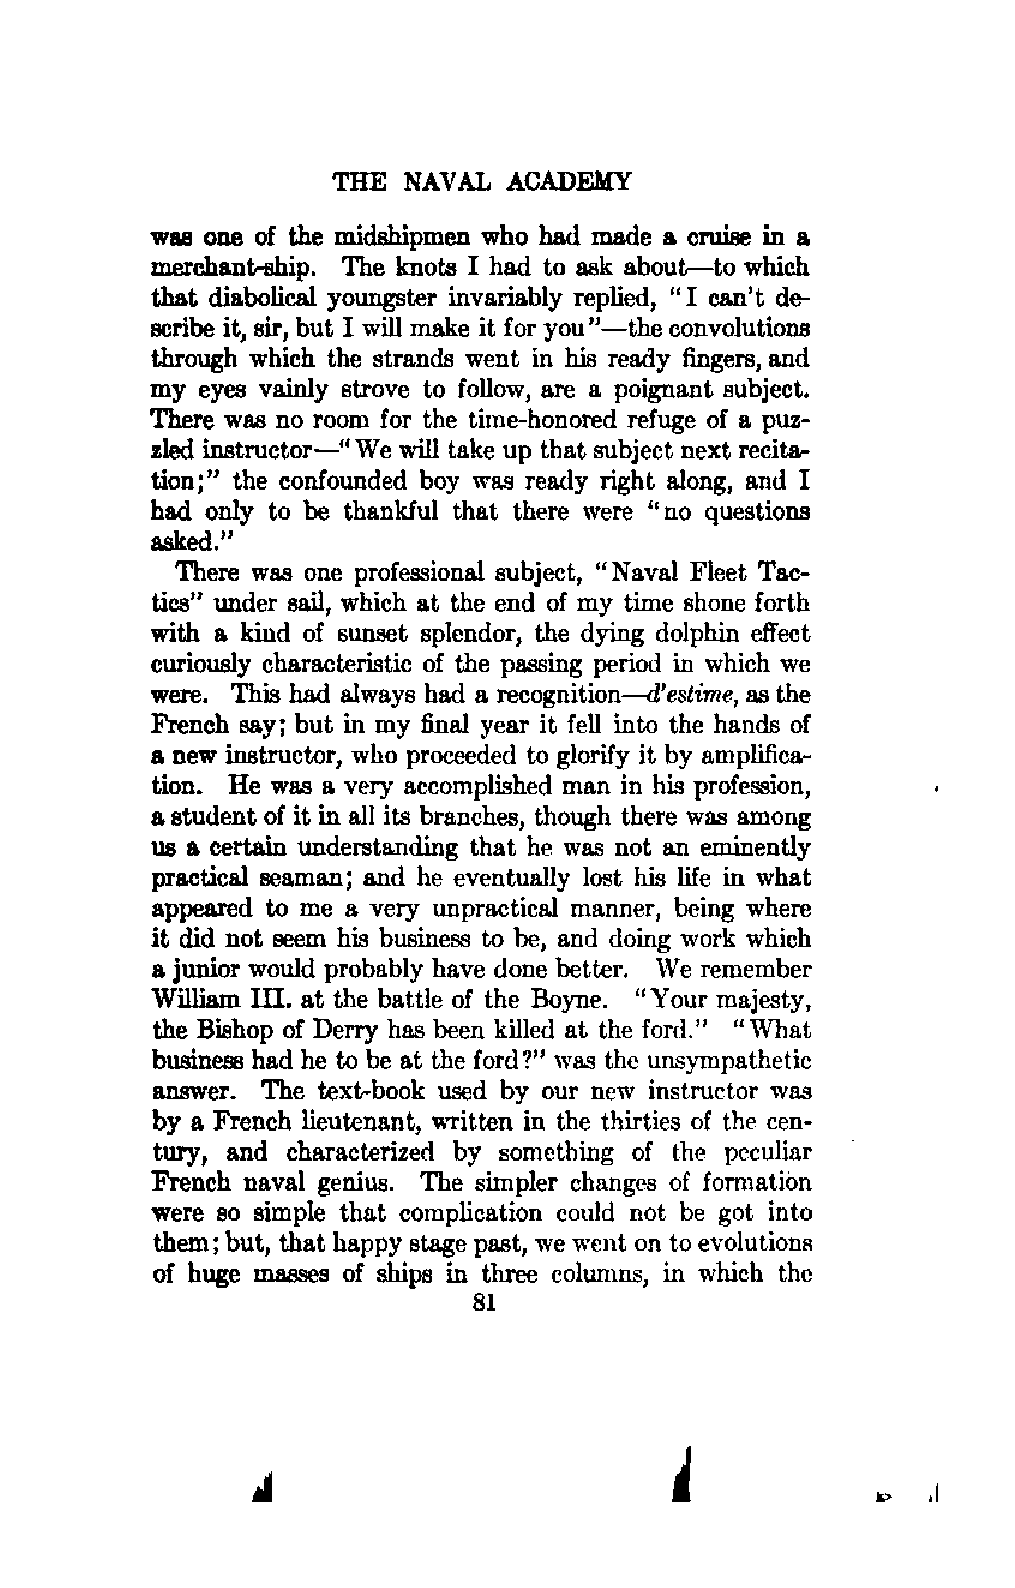 THE NAVAL ACADEMY
was one of the midshipmen who had made a cruise in a
merchant-ship. The knots I had to ask about—to which
that diabolical youngster invariably replied, "I can't de-
scribe it, sir, but I will make it for you"—the convolutions
through which the strands went in his ready fingers, and
my eyes vainly strove to follow, are a poignant subject.
There was no room for the time-honored refuge of a puz-
zled instructor—"We will take up that subject next recita-
tion;" the confounded boy was ready right along, and I
had only to be thankful that there were "no questions
asked."
There was one professional subject, "Naval Fleet Tac-
tics" under sail, which at the end of my time shone forth
with a kind of sunset splendor, the dying dolphin effect
curiously characteristic of the passing period in which we
were. This had always had a recognition—d'estime, as the
French say; but in my final year it fell into the hands of
a new instructor, who proceeded to glorify it by amplifica-
tion. He was a very accomplished man in his profession,
a student of it in all its branches, though there was among
us a certain understanding that he was not an eminently
practical seaman; and he eventually lost his life in what
appeared to me a very unpractical manner, being where
it did not seem his business to be, and doing work which
a junior would probably have done better. We remember
William III. at the battle of the Boyne. "Your majesty,
the Bishop of Derry has been killed at the ford." "What
business had he to be at the ford?" was the unsympathetic
answer. The text-book used by our new instructor was
by a French lieutenant, written in the thirties of the cen-
tury, and characterized by something of the peculiar
French naval genius. The simpler changes of formation
were so simple that complication could not be got into
them; but, that happy stage past, we went on to evolutions
of huge masses of ships in three columns, in which the
81